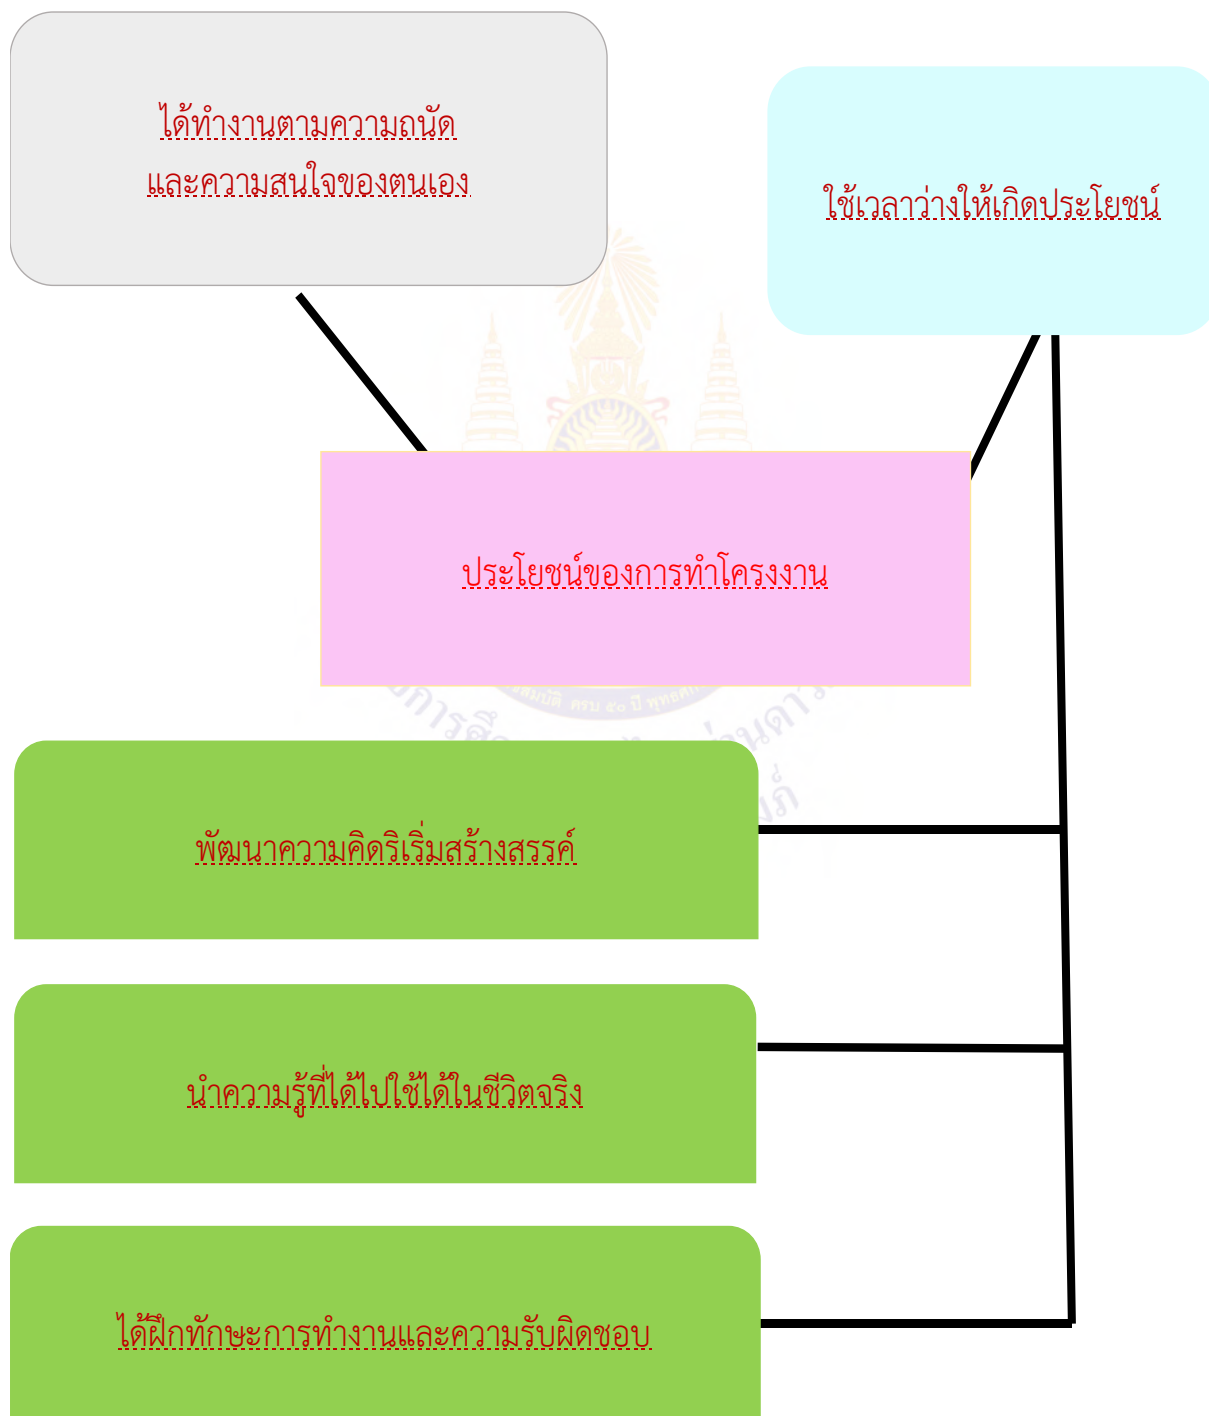 ได้ทำงานตามความถนัด
และความสนใจของตนเอง
ใช้เวลาว่างให้เกิดประโยชน์
ประโยชน์ของการทำโครงงาน
ครบ ๕๐ ปี
พัฒนาความคิดริเริ่มสร้างสรรค์
นำความรู้ที่ได้ไปใช้ได้ในชีวิตจริง
ได้ฝึกทักษะการทำงานและความรับผิดชอบ